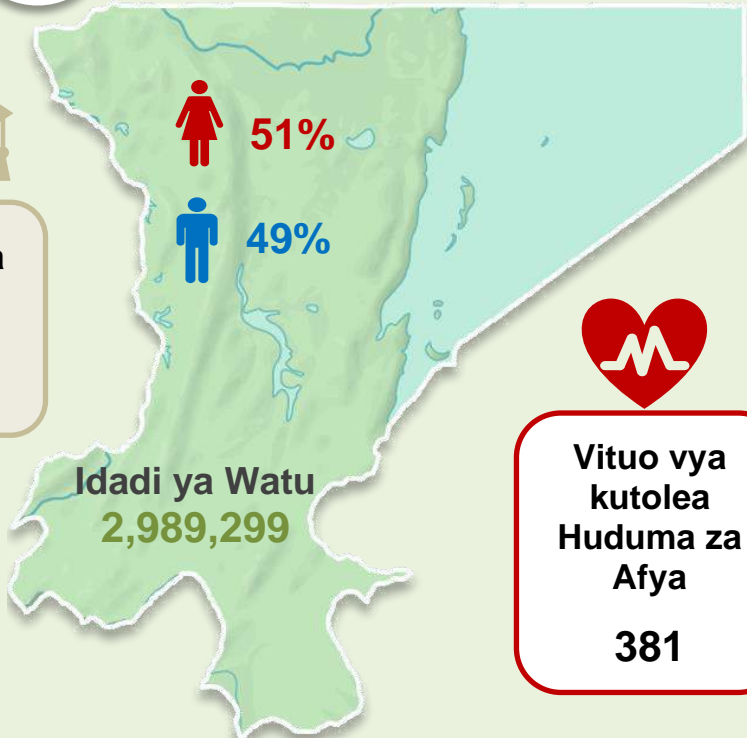 51%
49%
Idadi ya Watu
2,989,299
Vituo vya
kutolea
Huduma za
Afya
381